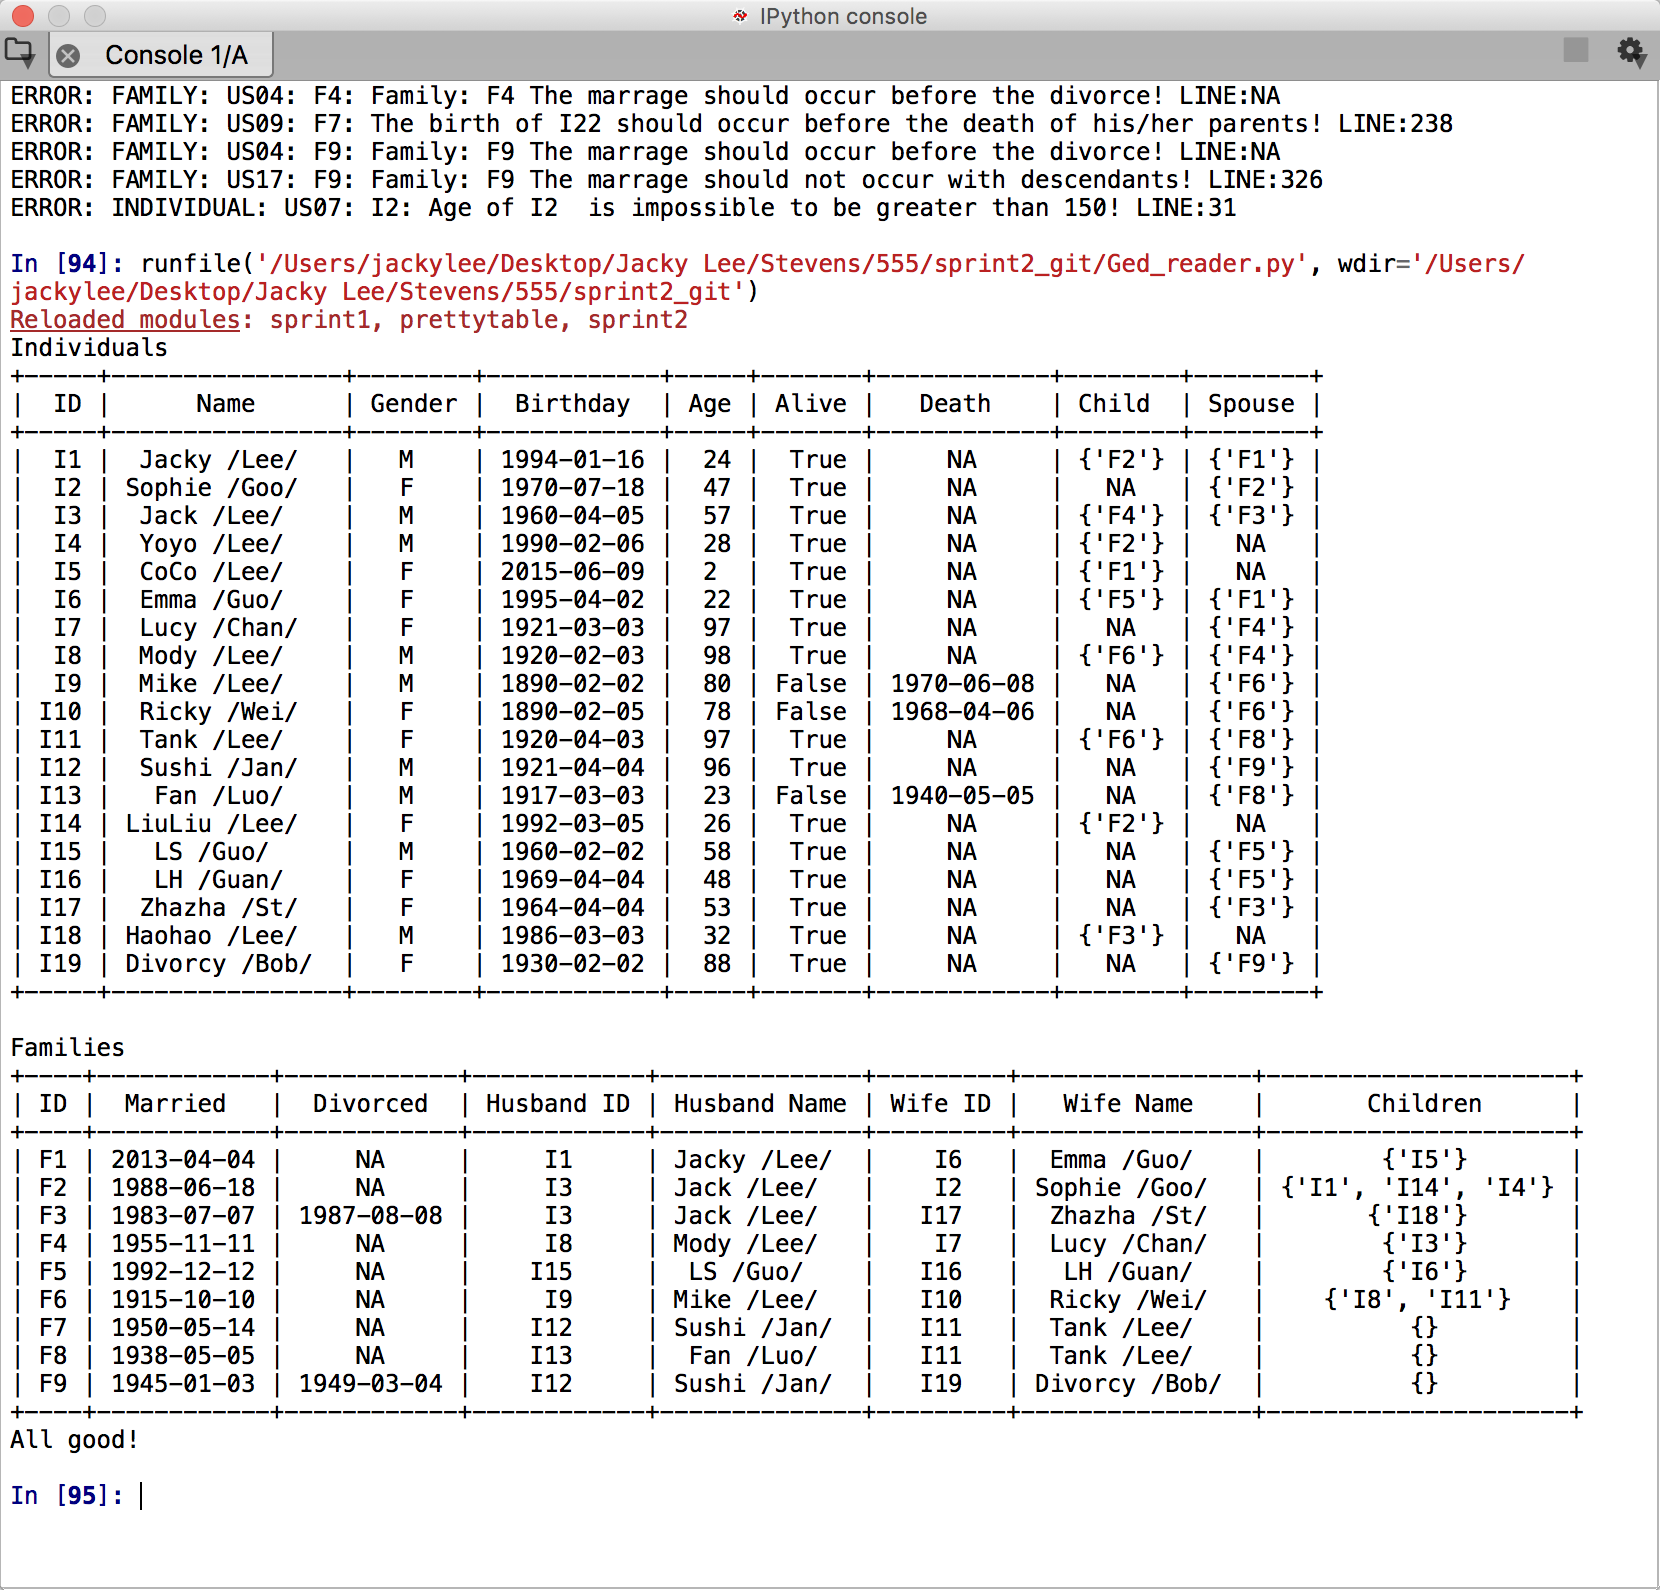 IPython console
Console 1/A
ERROR: FAMILY: US04: F4: Family: F4 The marrage should occur before the divorce! LINE:NA
ERROR: FAMILY: US09: F7: The birth of I22 should occur before the death of his/her parents! LINE:238
ERROR: FAMILY: US04: F9: Family: F9 The marrage should occur before the divorce! LINE:NA
ERROR: FAMILY: US17: F9: Family: F9 The marrage should not occur with descendants! LINE:326
ERROR: INDIVIDUAL: US07: I2: Age of I2  is impossible to be greater than 150! LINE:31
In [94]: runfile('/Users/jackylee/Desktop/Jacky Lee/Stevens/555/sprint2_git/Ged_reader.py', wdir='/Users/
jackylee/Desktop/Jacky Lee/Stevens/555/sprint2_git')
Reloaded modules: sprint1, prettytable, sprint2
Individuals
+-----+----------------+--------+------------+-----+-------+------------+--------+--------+
|  ID |      Name      | Gender |  Birthday  | Age | Alive |   Death    | Child  | Spouse |
+-----+----------------+--------+------------+-----+-------+------------+--------+--------+
|  I1 |  Jacky /Lee/   |   M    | 1994-01-16 |  24 |  True |     NA     | {'F2'} | {'F1'} |
|  I2 | Sophie /Goo/   |   F    | 1970-07-18 |  47 |  True |     NA     |   NA   | {'F2'} |
|  I3 |  Jack /Lee/    |   M    | 1960-04-05 |  57 |  True |     NA     | {'F4'} | {'F3'} |
|  I4 |  Yoyo /Lee/    |   M    | 1990-02-06 |  28 |  True |     NA     | {'F2'} |   NA   |
|  I5 |  CoCo /Lee/    |   F    | 2015-06-09 |  2  |  True |     NA     | {'F1'} |   NA   |
|  I6 |  Emma /Guo/    |   F    | 1995-04-02 |  22 |  True |     NA     | {'F5'} | {'F1'} |
|  I7 |  Lucy /Chan/   |   F    | 1921-03-03 |  97 |  True |     NA     |   NA   | {'F4'} |
|  I8 |  Mody /Lee/    |   M    | 1920-02-03 |  98 |  True |     NA     | {'F6'} | {'F4'} |
|  I9 |  Mike /Lee/    |   M    | 1890-02-02 |  80 | False | 1970-06-08 |   NA   | {'F6'} |
| I10 |  Ricky /Wei/   |   F    | 1890-02-05 |  78 | False | 1968-04-06 |   NA   | {'F6'} |
| I11 |  Tank /Lee/    |   F    | 1920-04-03 |  97 |  True |     NA     | {'F6'} | {'F8'} |
| I12 |  Sushi /Jan/   |   M    | 1921-04-04 |  96 |  True |     NA     |   NA   | {'F9'} |
| I13 |   Fan /Luo/    |   M    | 1917-03-03 |  23 | False | 1940-05-05 |   NA   | {'F8'} |
| I14 | LiuLiu /Lee/   |   F    | 1992-03-05 |  26 |  True |     NA     | {'F2'} |   NA   |
| I15 |   LS /Guo/     |   M    | 1960-02-02 |  58 |  True |     NA     |   NA   | {'F5'} |
| I16 |   LH /Guan/    |   F    | 1969-04-04 |  48 |  True |     NA     |   NA   | {'F5'} |
| I17 |  Zhazha /St/   |   F    | 1964-04-04 |  53 |  True |     NA     |   NA   | {'F3'} |
| I18 | Haohao /Lee/   |   M    | 1986-03-03 |  32 |  True |     NA     | {'F3'} |   NA   |
| I19 | Divorcy /Bob/  |   F    | 1930-02-02 |  88 |  True |     NA     |   NA   | {'F9'} |
+-----+----------------+--------+------------+-----+-------+------------+--------+--------+
Families
+----+------------+------------+------------+--------------+---------+----------------+---------------------+
| ID |  Married   |  Divorced  | Husband ID | Husband Name | Wife ID |   Wife Name    |       Children      |
+----+------------+------------+------------+--------------+---------+----------------+---------------------+
| F1 | 2013-04-04 |     NA     |     I1     | Jacky /Lee/  |    I6   |  Emma /Guo/    |        {'I5'}       |
| F2 | 1988-06-18 |     NA     |     I3     | Jack /Lee/   |    I2   | Sophie /Goo/   | {'I1', 'I14', 'I4'} |
| F3 | 1983-07-07 | 1987-08-08 |     I3     | Jack /Lee/   |   I17   |  Zhazha /St/   |       {'I18'}       |
| F4 | 1955-11-11 |     NA     |     I8     | Mody /Lee/   |    I7   |  Lucy /Chan/   |        {'I3'}       |
| F5 | 1992-12-12 |     NA     |    I15     |  LS /Guo/    |   I16   |   LH /Guan/    |        {'I6'}       |
| F6 | 1915-10-10 |     NA     |     I9     | Mike /Lee/   |   I10   |  Ricky /Wei/   |    {'I8', 'I11'}    |
| F7 | 1950-05-14 |     NA     |    I12     | Sushi /Jan/  |   I11   |  Tank /Lee/    |          {}         |
| F8 | 1938-05-05 |     NA     |    I13     |  Fan /Luo/   |   I11   |  Tank /Lee/    |          {}         |
| F9 | 1945-01-03 | 1949-03-04 |    I12     | Sushi /Jan/  |   I19   | Divorcy /Bob/  |          {}         |
+----+------------+------------+------------+--------------+---------+----------------+---------------------+
All good!
In [95]: